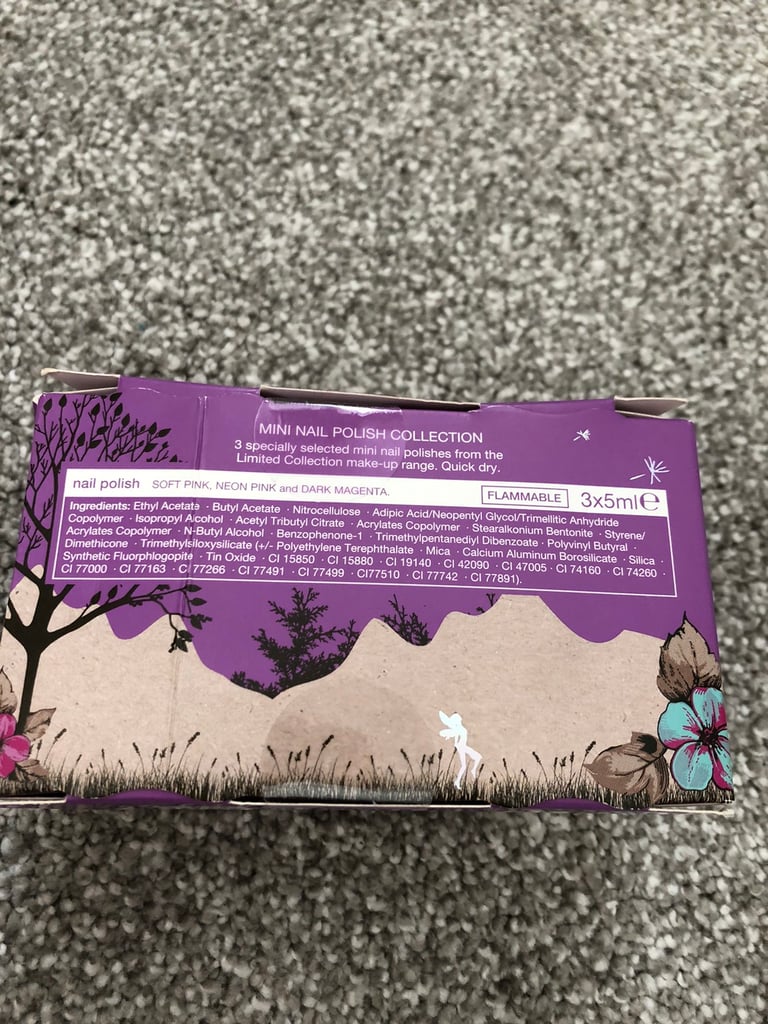 MINI NAIL POLISH COLLECTION
3 specially selected mini nail polishes from the
Limited Collection make-up range. Quick dry.
nail polish SOFT PINK, NEON PINK and DARK MAGENTA. FLAMMABLE 3x5ml℮
Ingredients: Ethyl Acetate · Butyl Acetate · Nitrocellulose · Adipic Acid/Neopentyl Glycol/Trimellitic Anhydride
Copolymer · Isopropyl Alcohol · Acetyl Tributyl Citrate · Acrylates Copolymer · Stearalkonium Bentonite · Styrene/
Acrylates Copolymer · N-Butyl Alcohol · Benzophenone-1 · Trimethylpentanediyl Dibenzoate · Polyvinyl Butyral ·
Dimethicone · Trimethylsiloxysilicate (+/- Polyethylene Terephthalate · Mica · Calcium Aluminum Borosilicate · Silica ·
Synthetic Fluorphlogopite · Tin Oxide · CI 15850 · CI 15880 · CI 19140 · CI 42090 · CI 47005 · CI 74160 · CI 74260 ·
CI 77000 · CI 77163 · CI 77266 · CI 77491 · CI 77499 · CI77510 · CI 77742 · CI 77891).